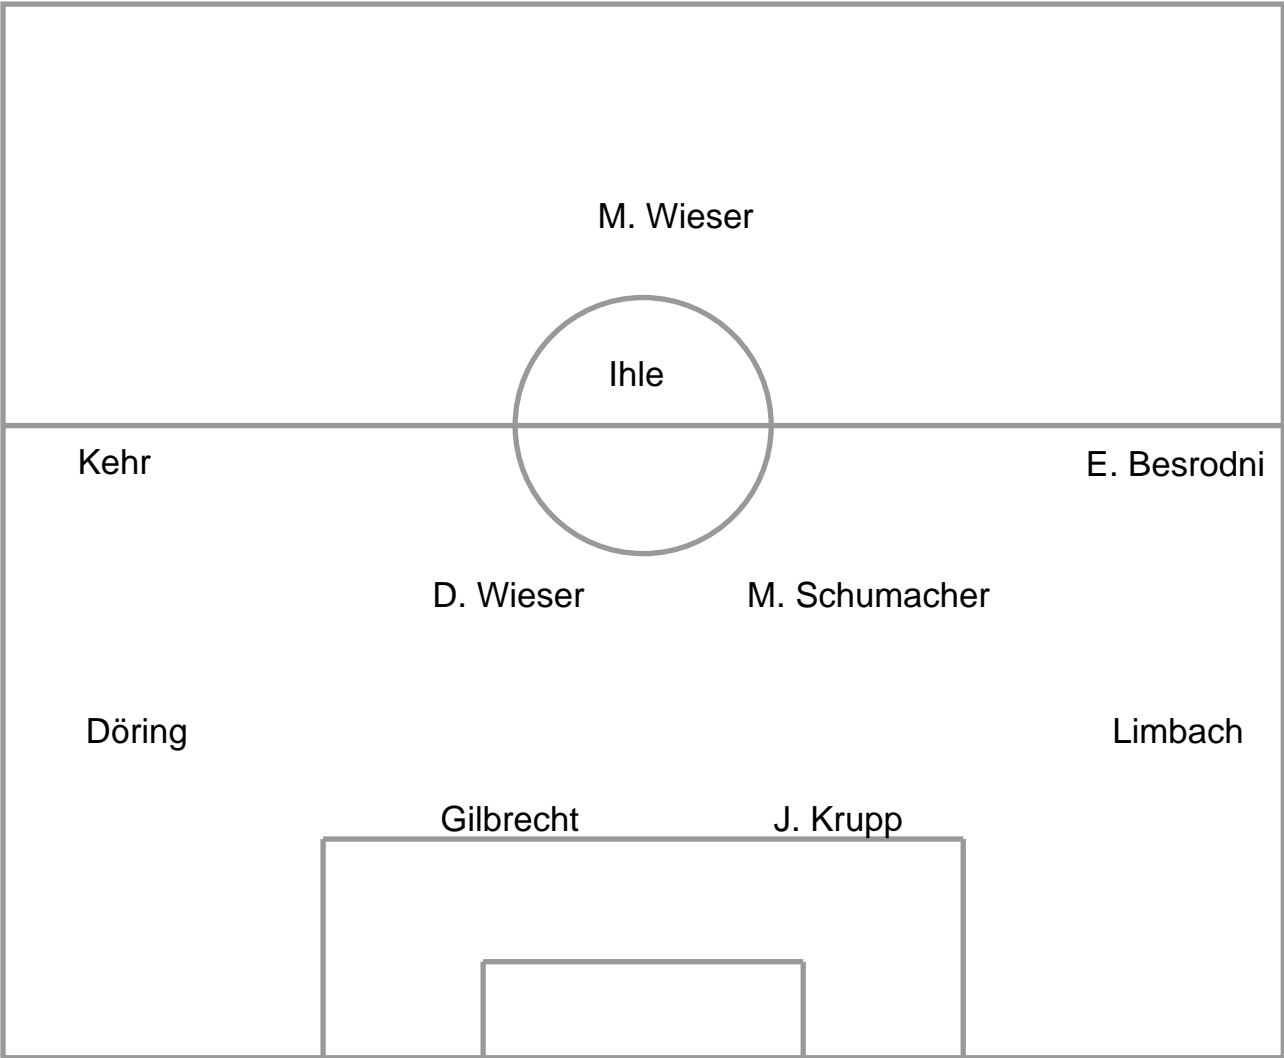 M. Wieser
Ihle
Kehr
E. Besrodni
D. Wieser
M. Schumacher
Döring
Limbach
Gilbrecht
J. Krupp